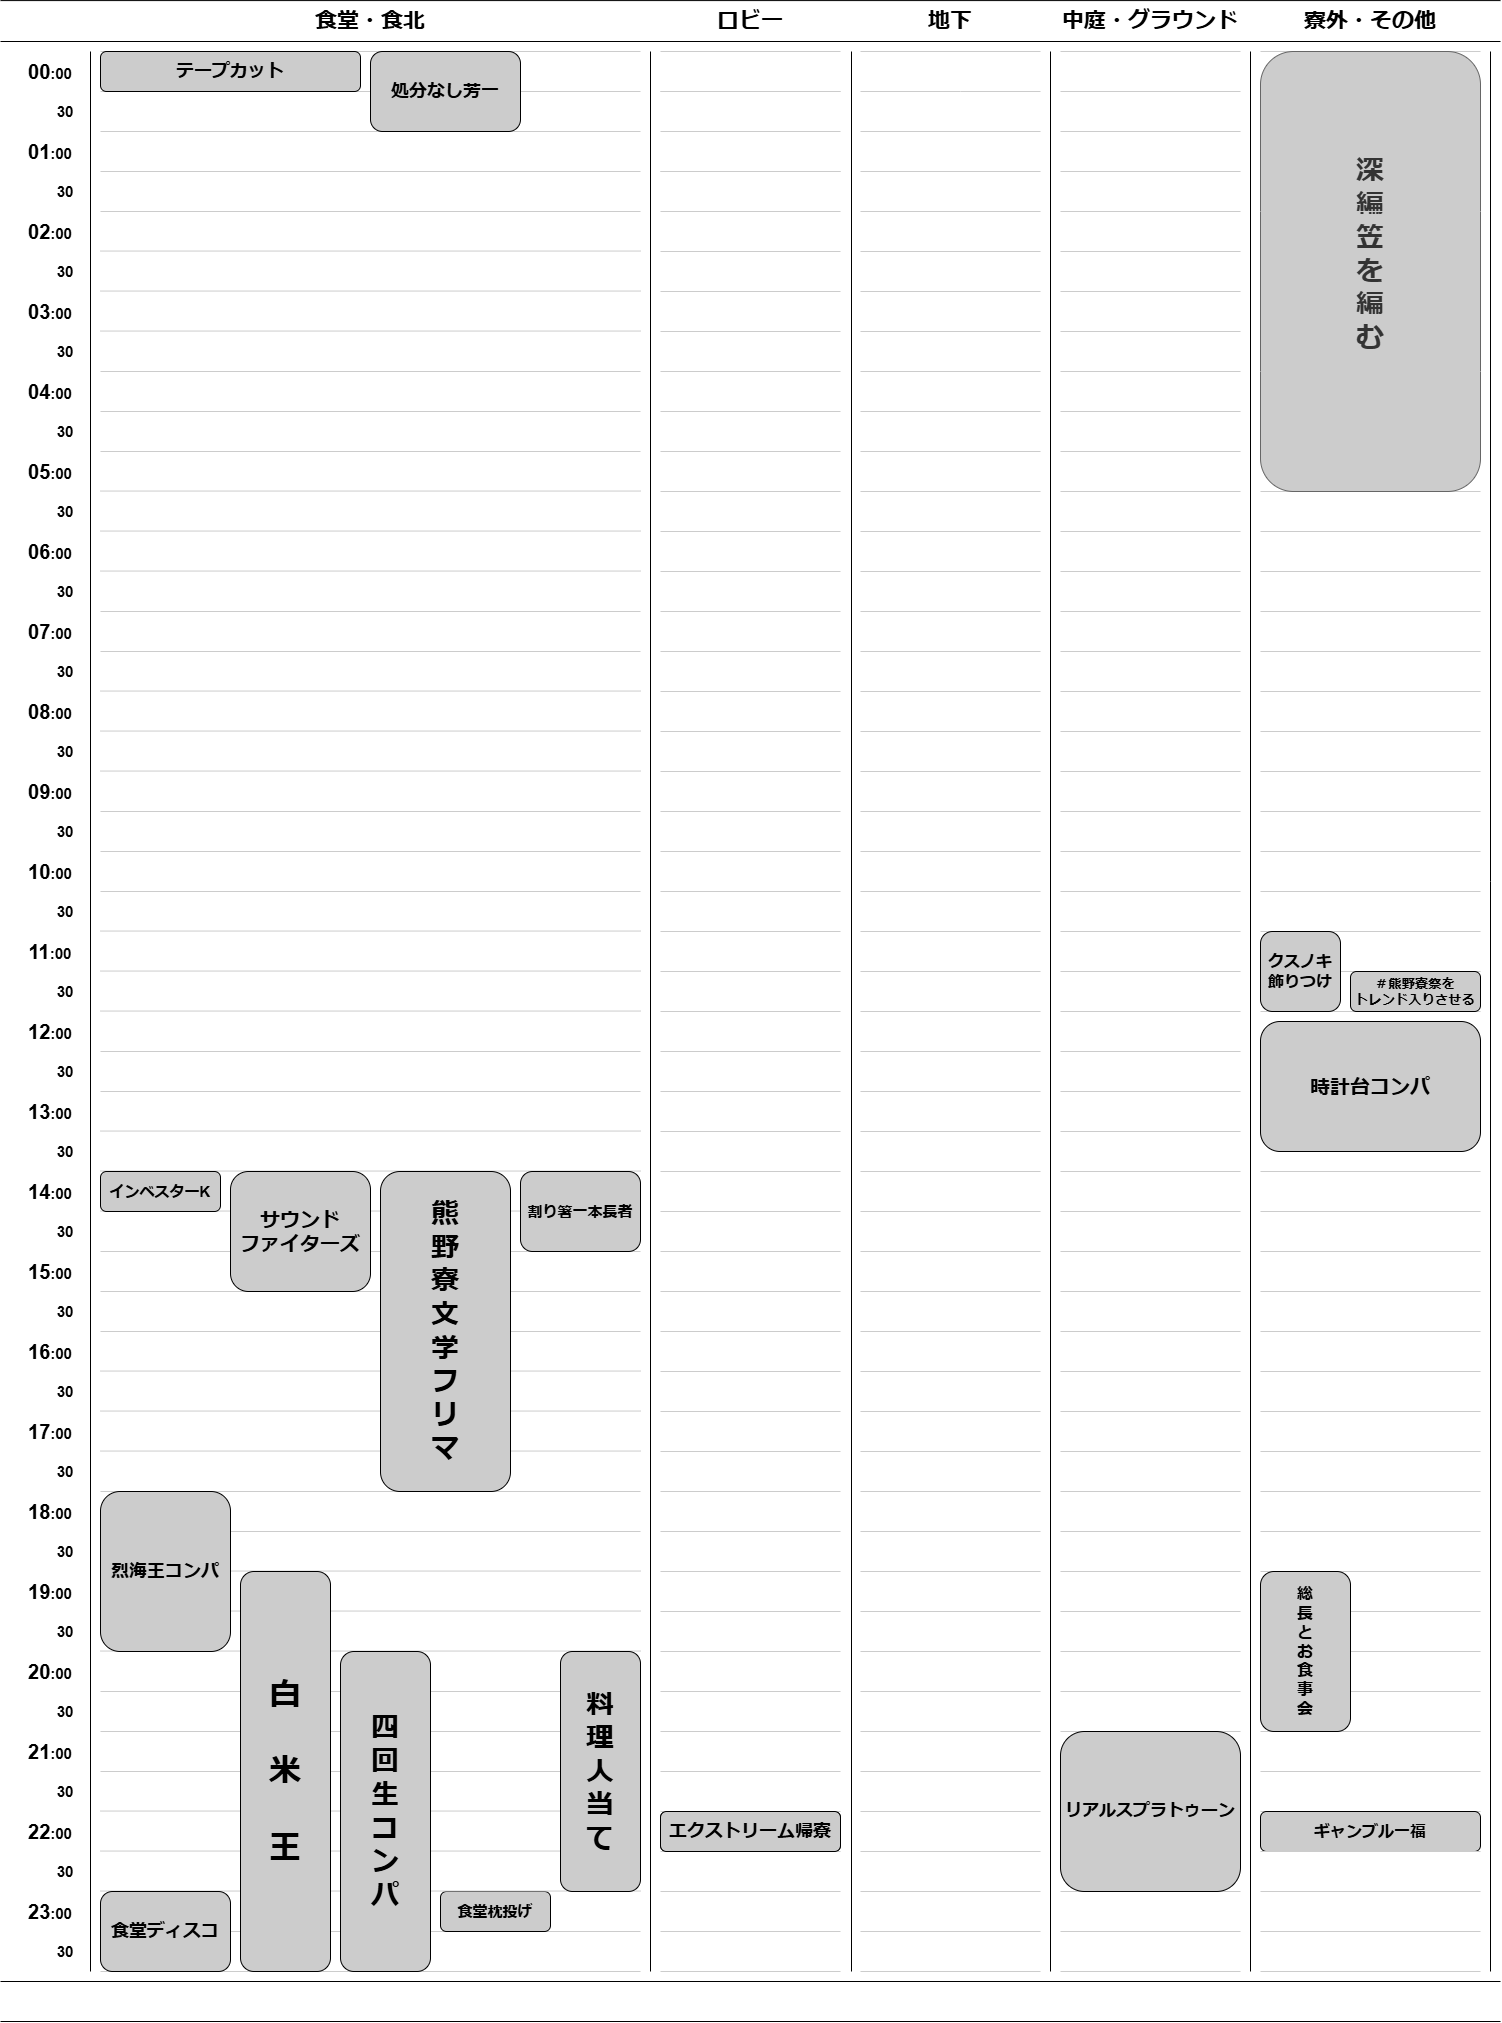 食堂・食北
ロビー
地下
中庭・グラウンド
寮外・その他
00:00
テープカット
処分なし芳一
30
01:00
深編笠を編む
30
02:00
30
03:00
30
04:00
30
05:00
30
06:00
30
07:00
30
08:00
30
09:00
30
10:00
30
11:00
クスノキ
飾りつけ
30
#熊野寮祭を
トレンド入りさせる
12:00
30
時計台コンパ
13:00
30
14:00
インベスターK
サウンド
ファイターズ
熊野寮文学フリマ
割り箸一本長者
30
15:00
30
16:00
30
17:00
30
18:00
烈海王コンパ
30
19:00
白米王
総長とお食事会
30
20:00
四回生コンパ
料理人当て
30
21:00
リアルスプラトゥーン
30
22:00
エクストリーム帰寮
ギャンブル一福
30
23:00
食堂ディスコ
食堂枕投げ
30